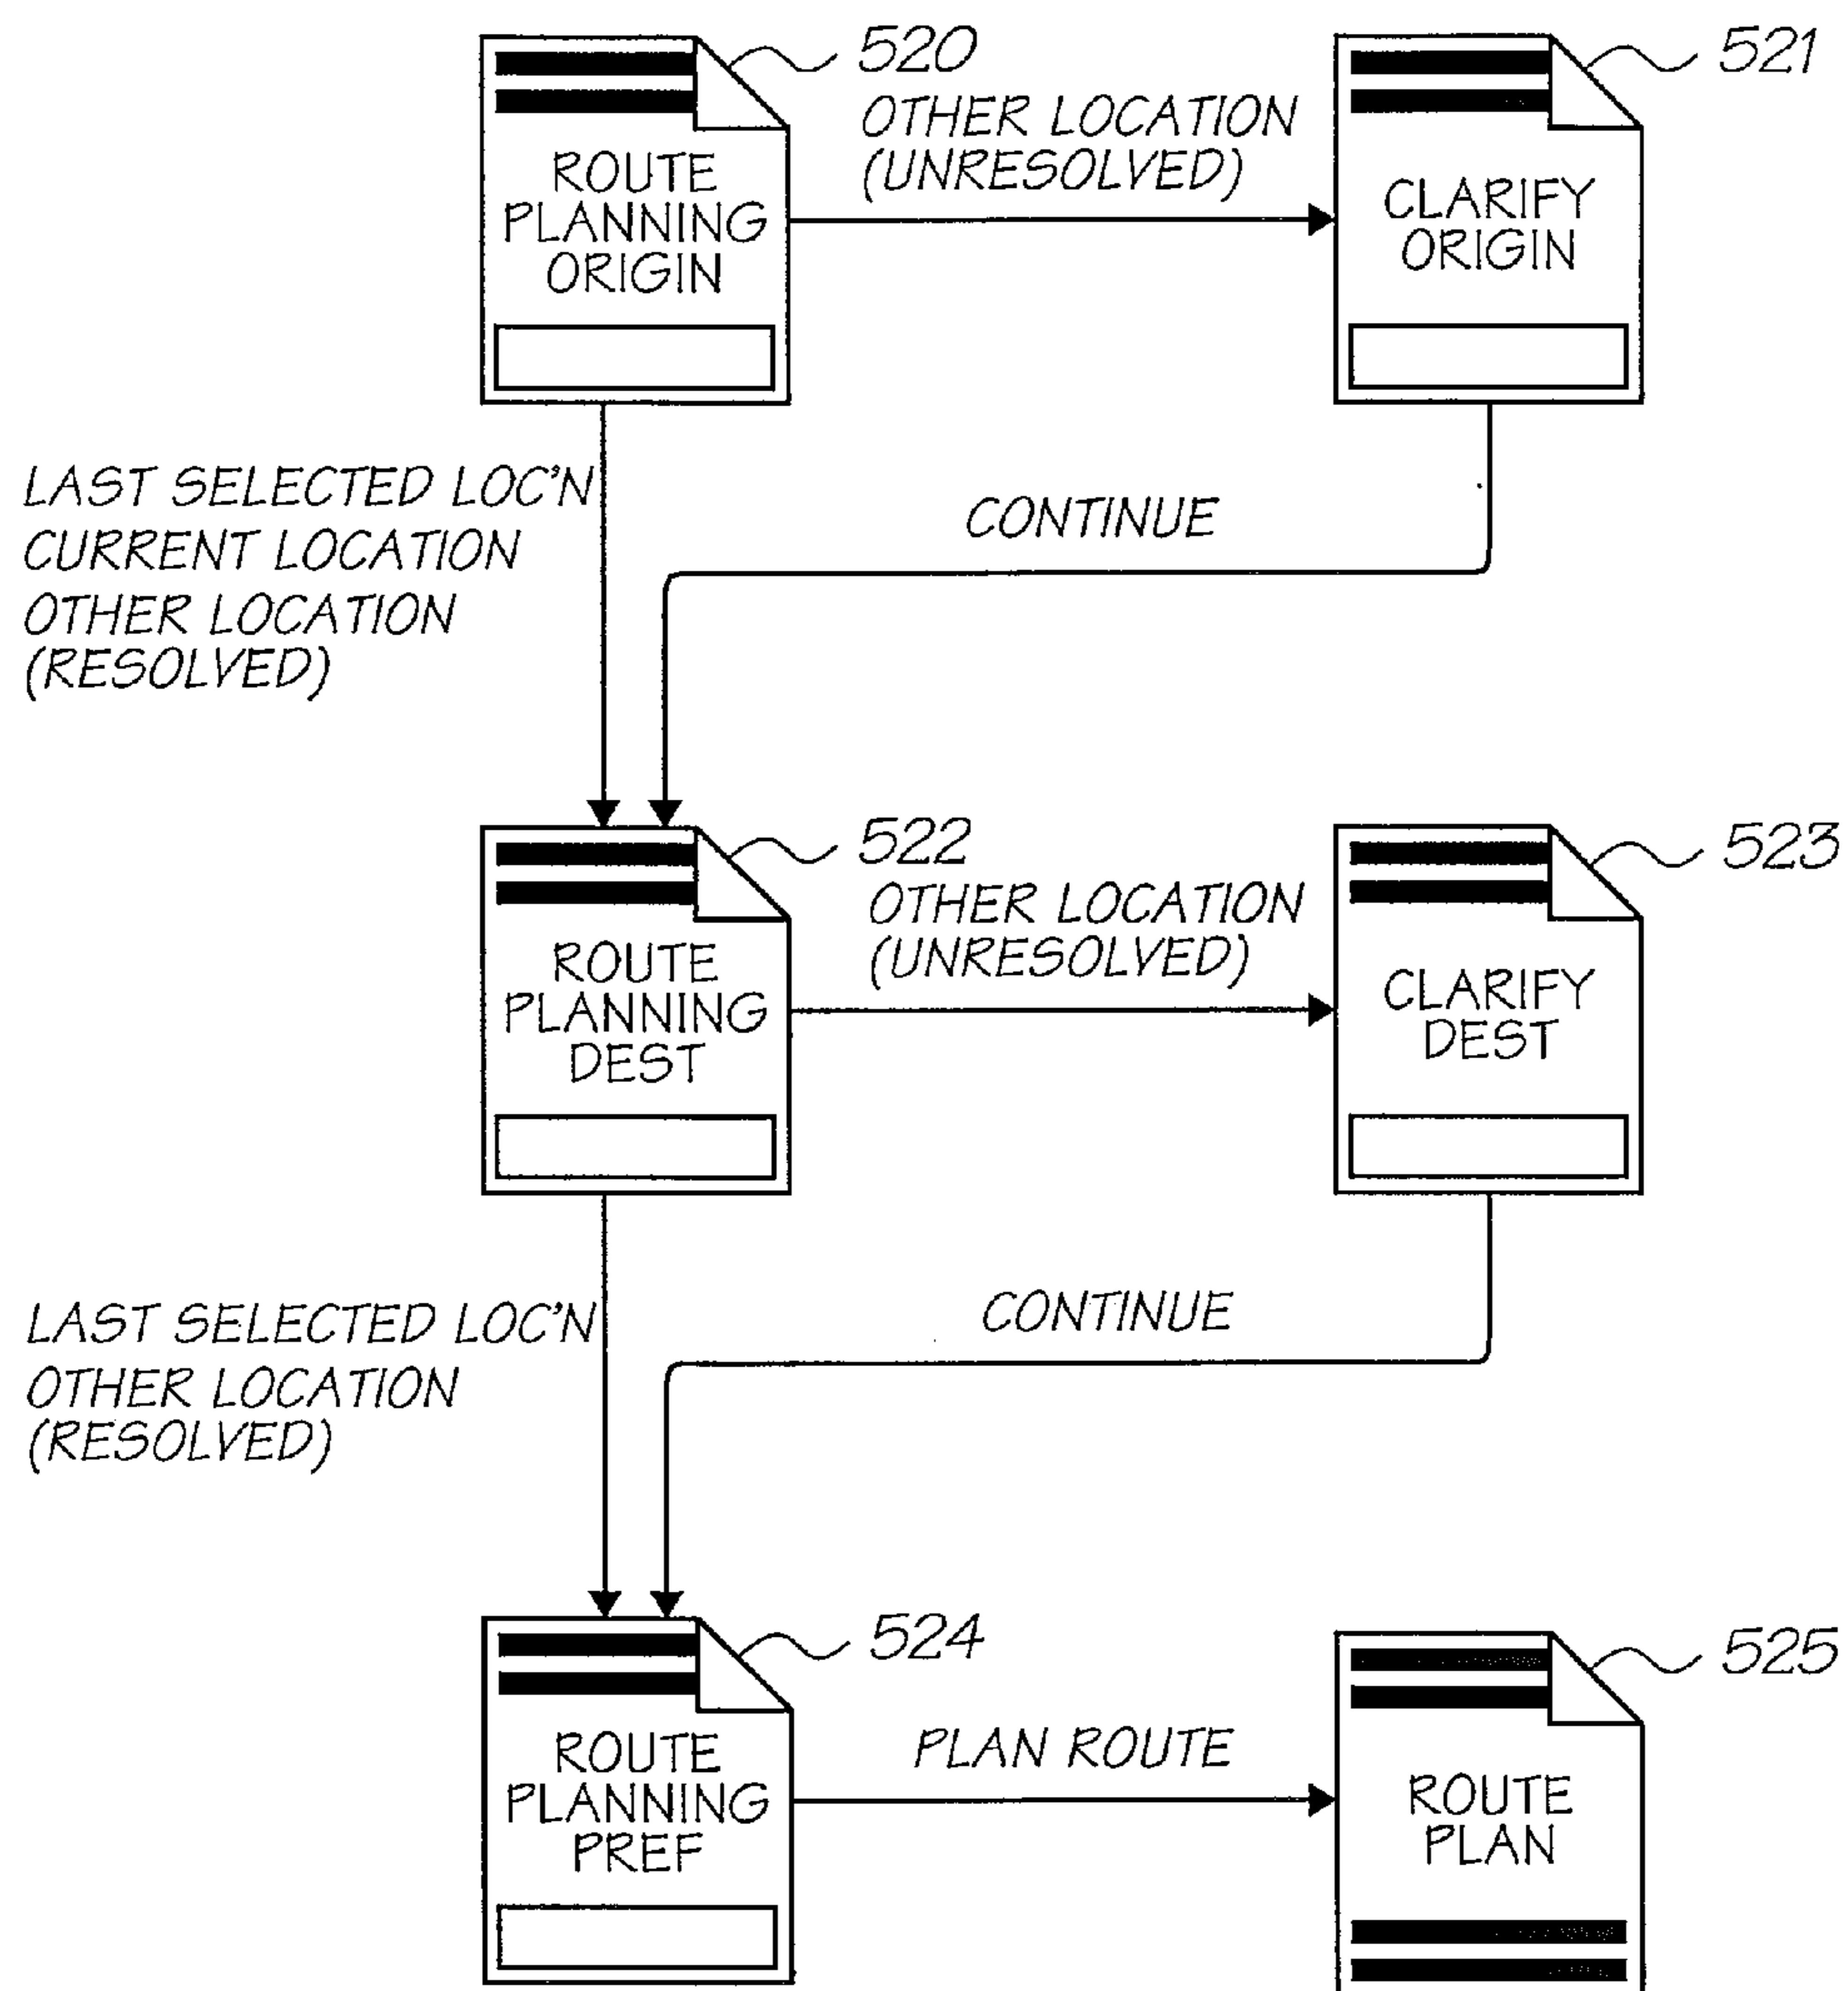 520
521
OTHER LOCATION
(UNRESOLVED)
ROUTE
PLANNING
ORIGIN
CLARIFY
ORIGIN
LAST SELECTED LOC'N
CURRENT LOCATION
OTHER LOCATION
(RESOLVED)
CONTINUE
522
523
OTHER LOCATION
(UNRESOLVED)
ROUTE
PLANNING
DEST
CLARIFY
DEST
LAST SELECTED LOC'N
OTHER LOCATION
(RESOLVED)
CONTINUE
524
525
ROUTE
PLANNING
PREF
PLAN ROUTE
ROUTE
PLAN